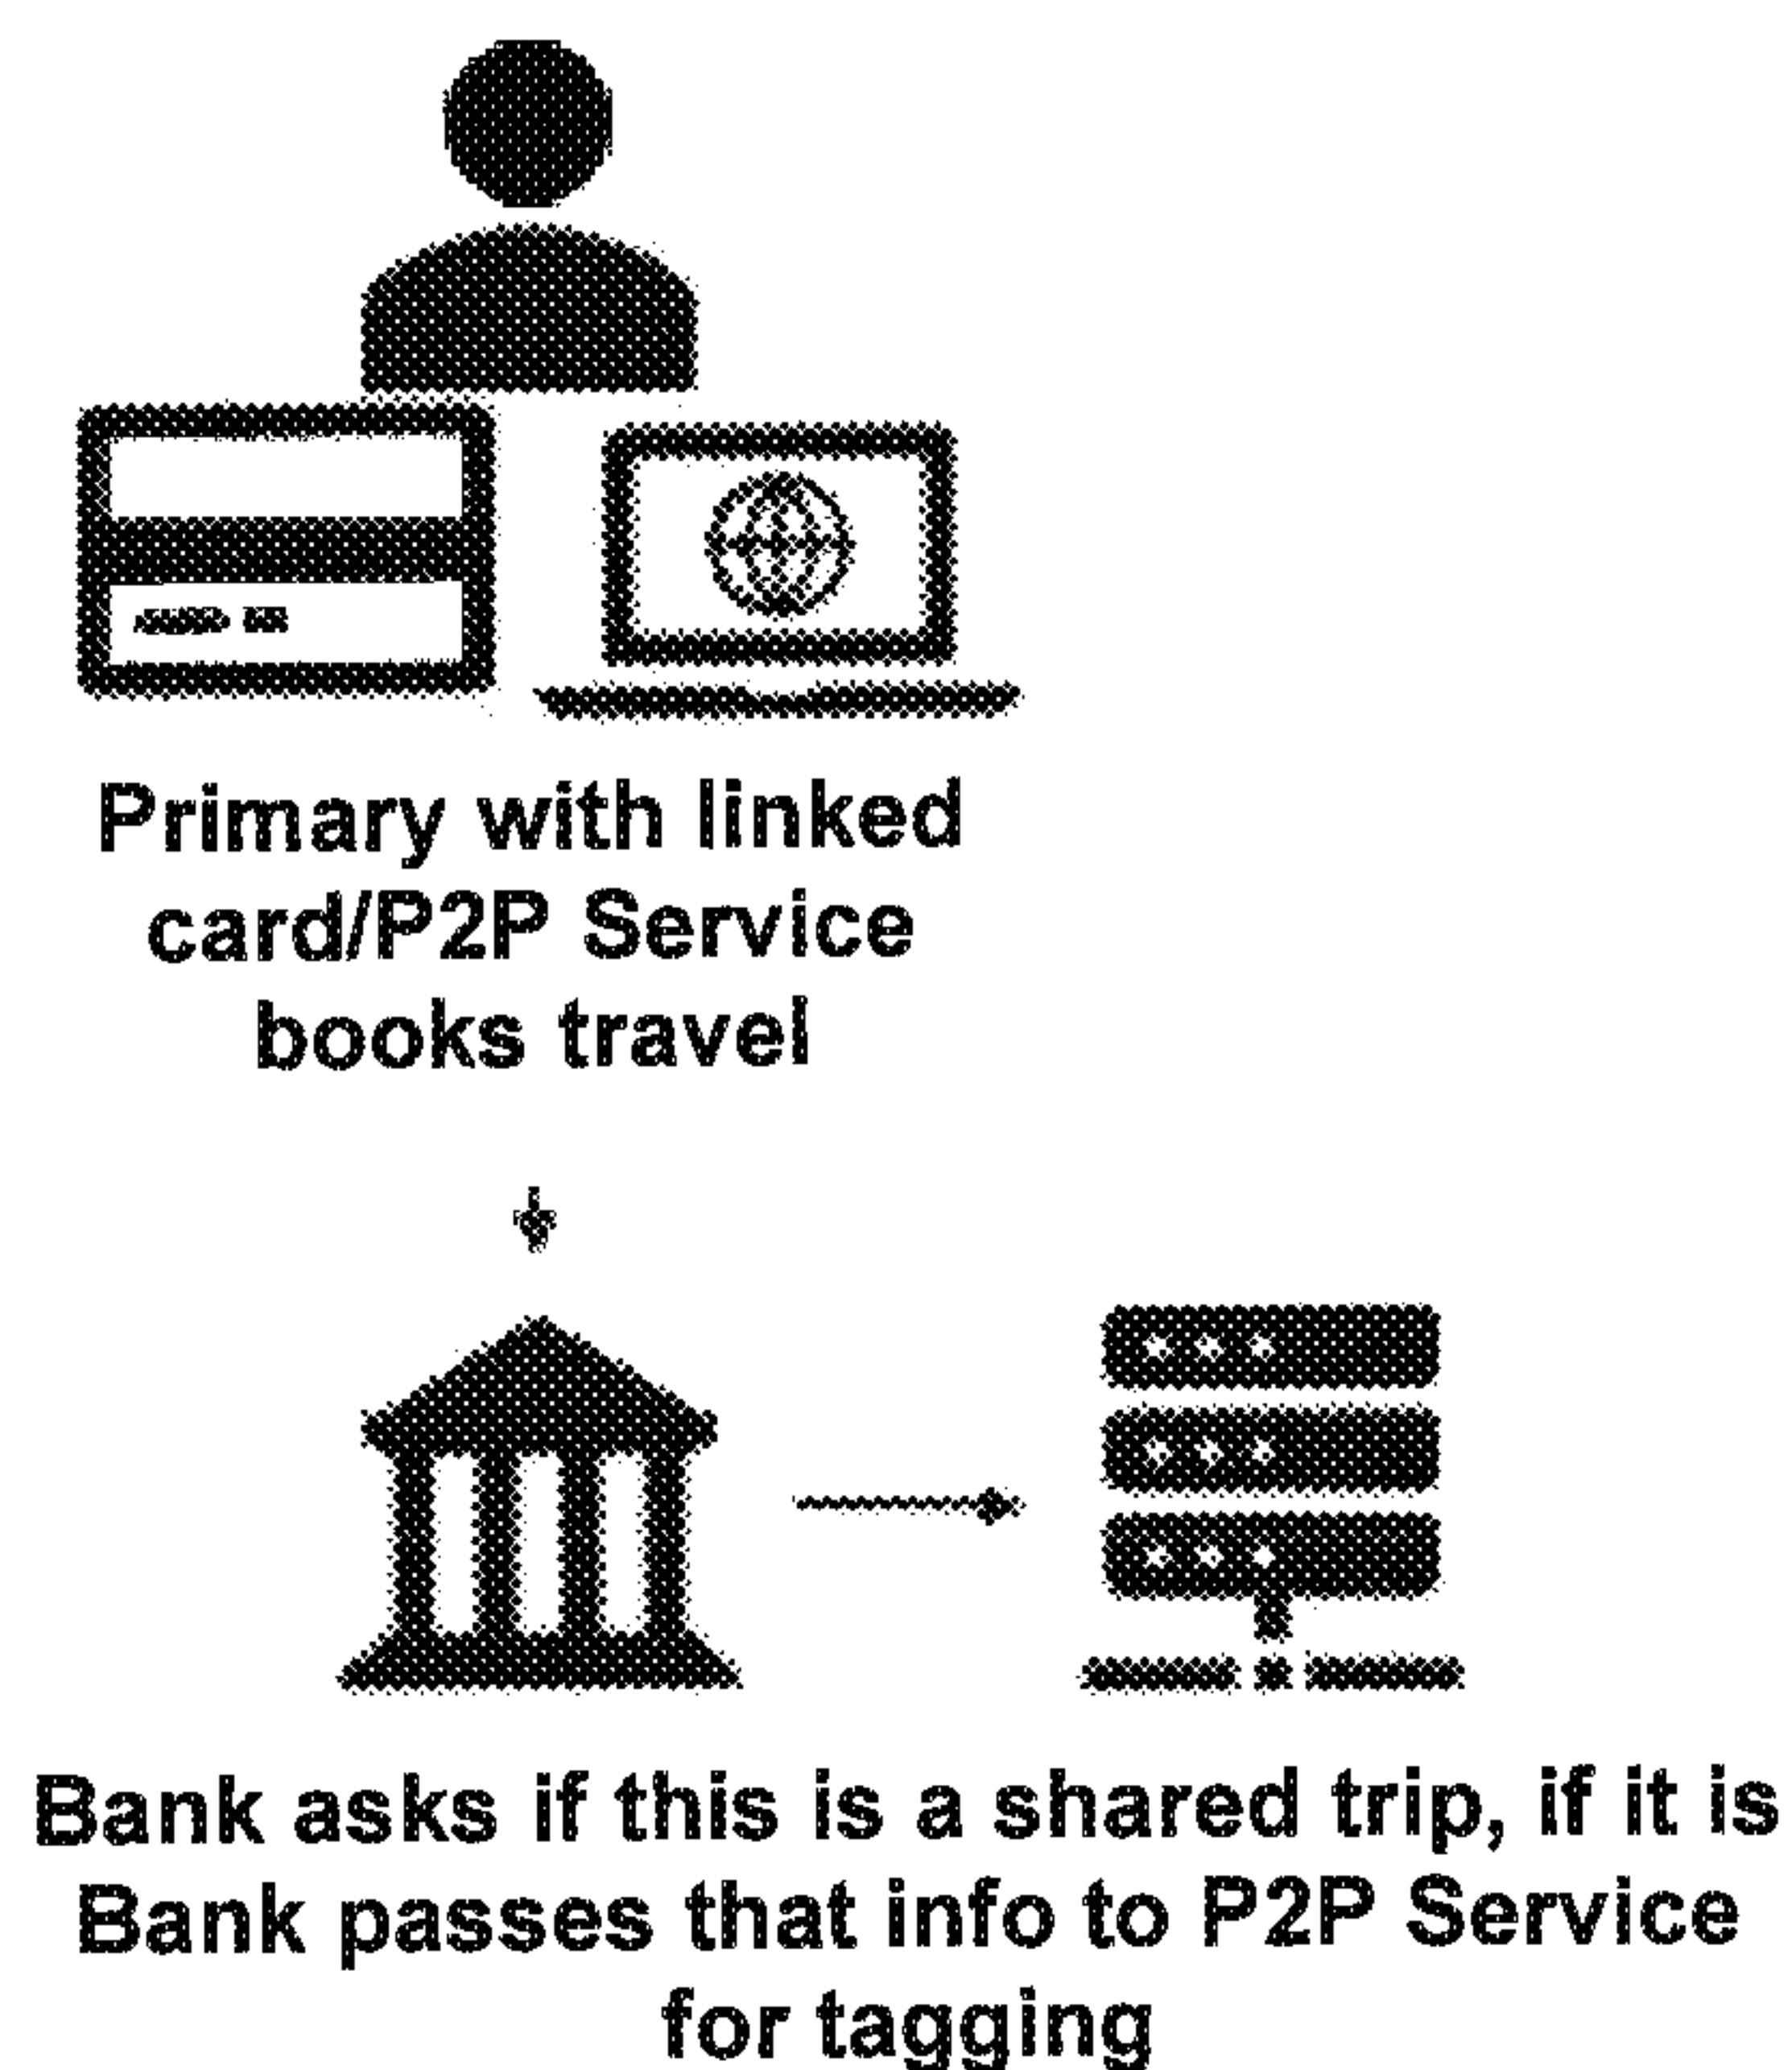 Primary with linked
card/P2P Service
books travel
Bank asks if this is a shared trip, if it is
Bank passes that info to P2P Service
for tagging